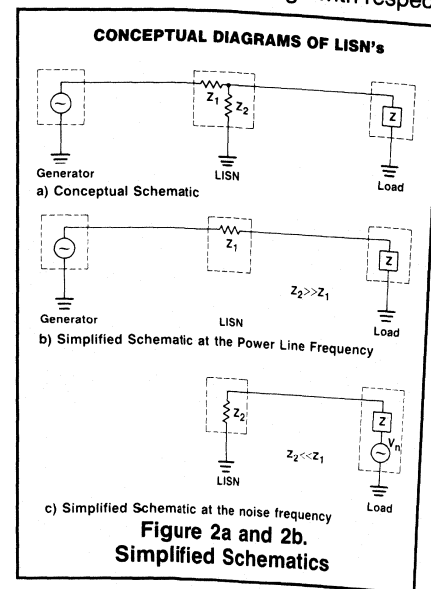 with respec
CONCEPTUAL DIAGRAMS OF LISN's
Z1
Z2
Z
Generator
LISN
Load
a) Conceptual Schematic
Z1
Z
Z2>>Z1
Generator
LISN
Load
b) Simplified Schematic at the Power Line Frequency
Z2
Z
Vn
Z2<<Z1
LISN
Load
c) Simplified Schematic at the noise frequency
Figure 2a and 2b.
Simplified Schematics